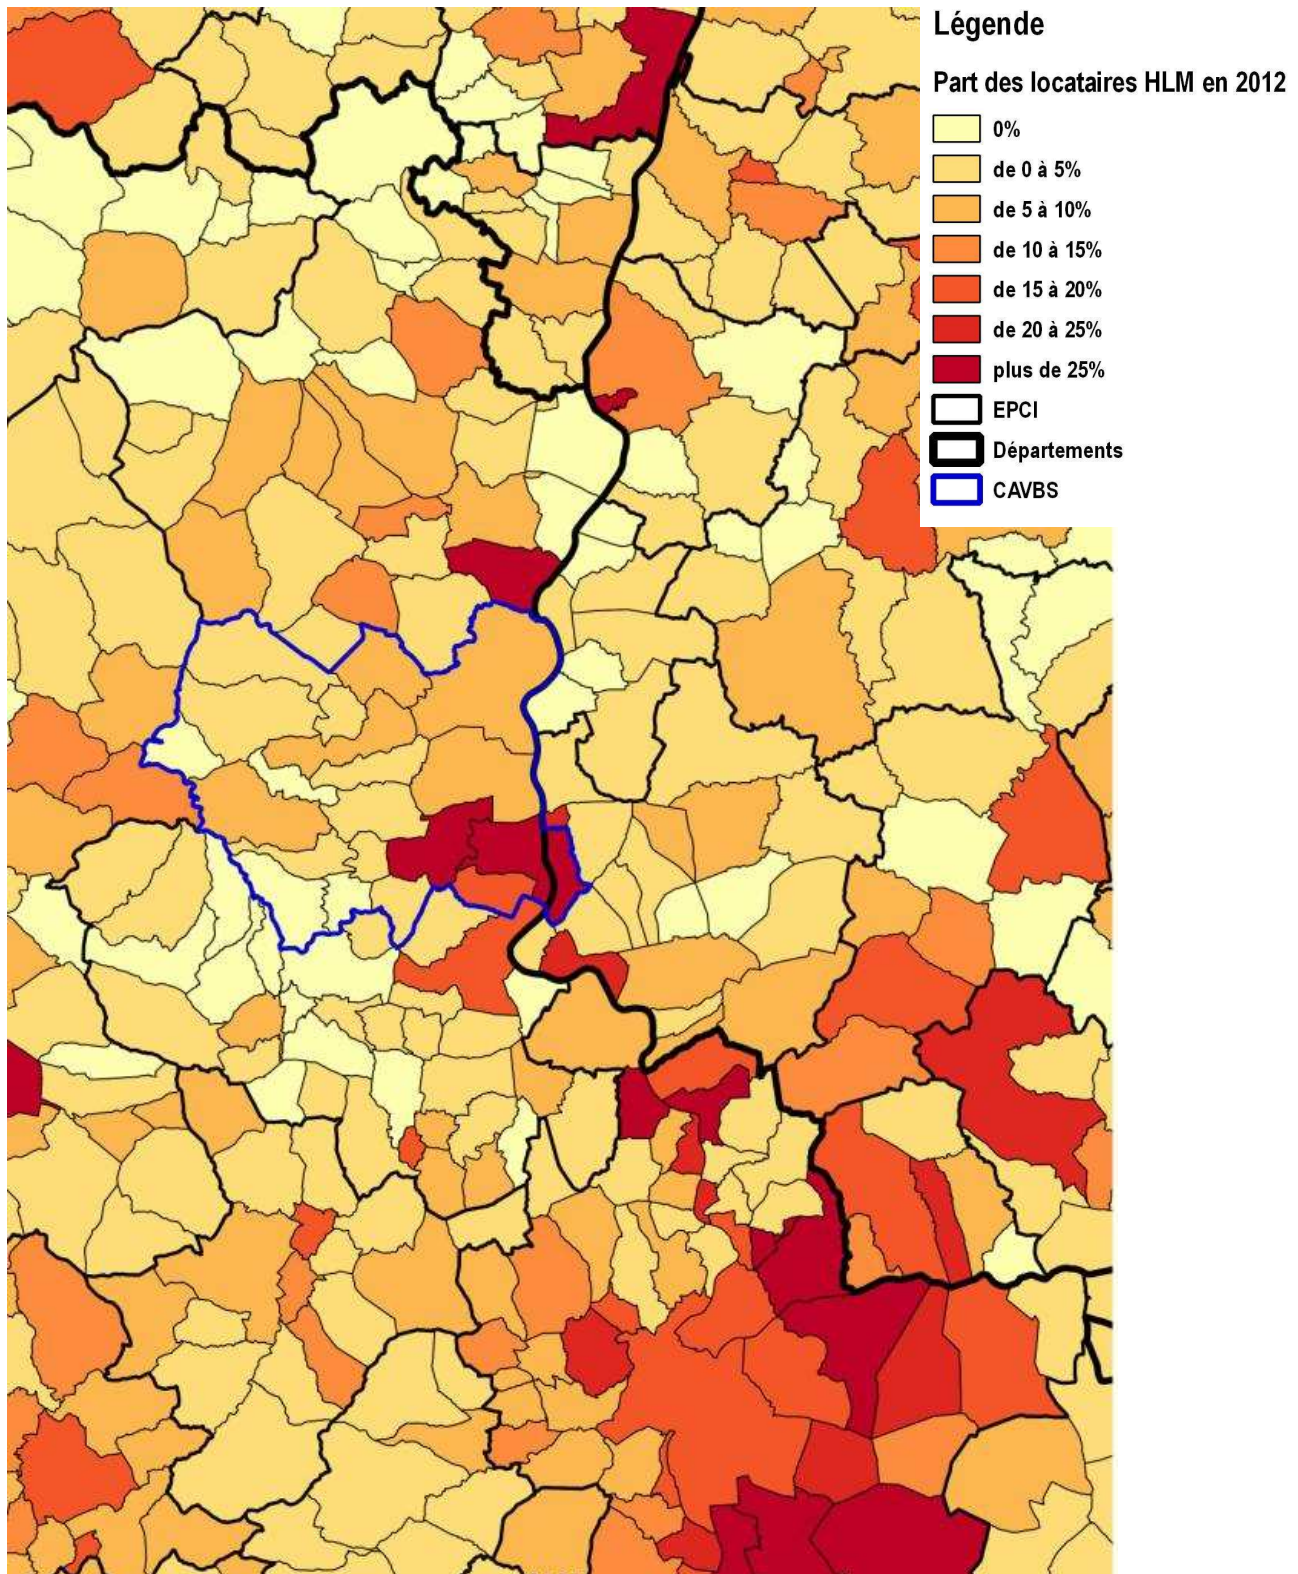 Légende
Part des locataires HLM en 2012
0%
de 0 à 5%
de 5 à 10%
de 10 à 15%
de 15 à 20%
de 20 à 25%
plus de 25%
EPCI
Départements
CAVBS